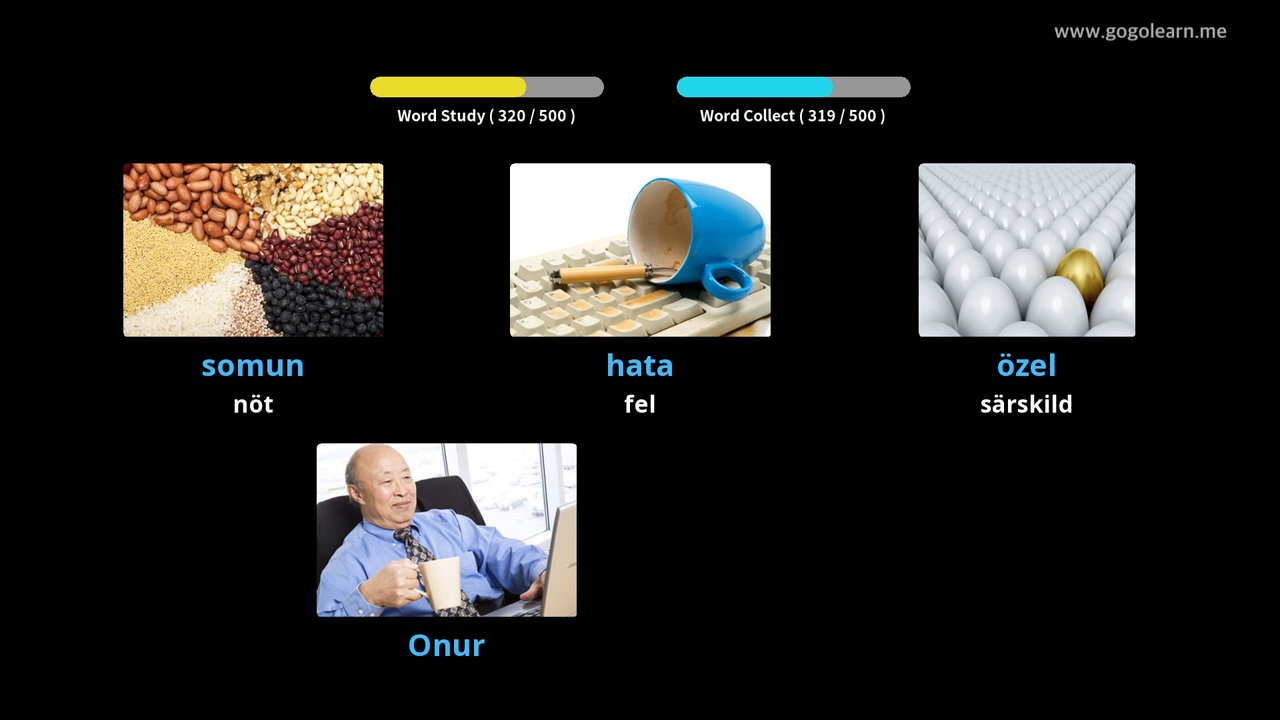 www.gogolearn.me
Word Study ( 320 / 500 )
Word Collect ( 319 / 500 )
somun
hata
özel
nöt
fel
särskild
Onur